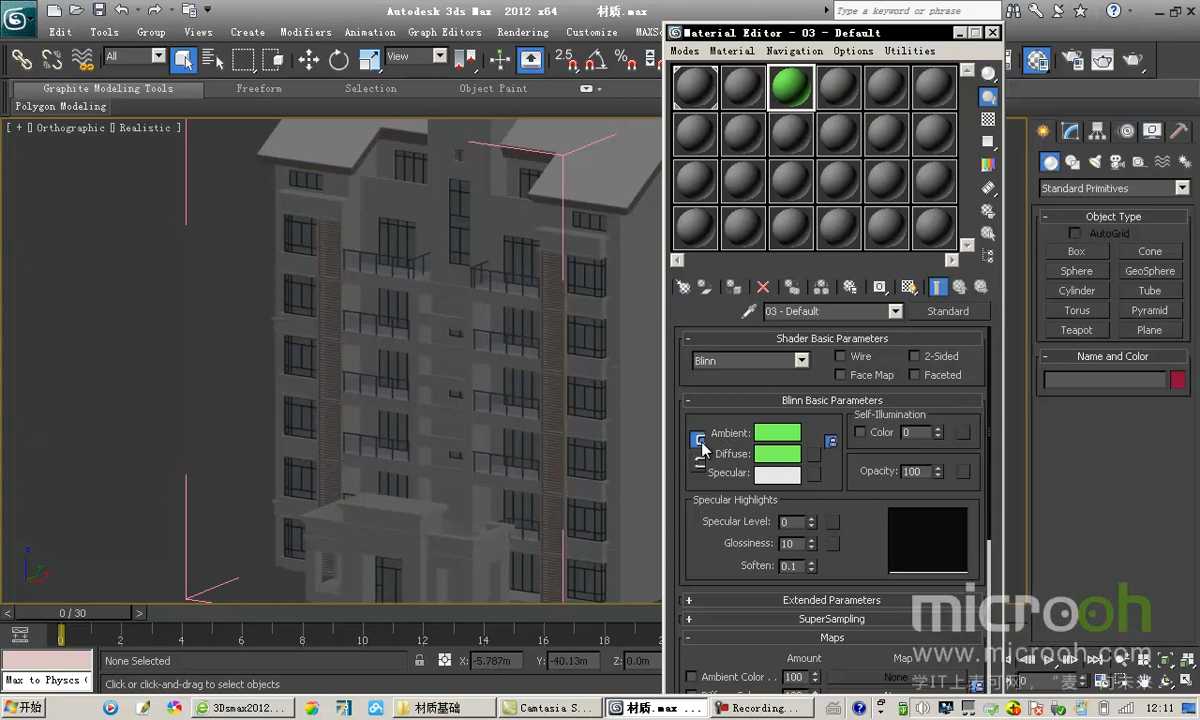 Autodesk 3ds Max 2012 x64 材质.max
Type a keyword or phrase
Edit Tools Group Views Create Modifiers Animation Graph Editors Rendering Customize MAXS
All
View
2.5
Graphite Modeling Tools Freeform Selection Object Paint
Polygon Modeling
[ + ] Orthographic ] Realistic ]
Material Editor - 03 - Default
Modes Material Navigation Options Utilities
03 - Default
Standard
Shader Basic Parameters
Blinn
Wire
2-Sided
Face Map
Faceted
Blinn Basic Parameters
Self-Illumination
Ambient:
Color 0
Diffuse:
Specular:
Opacity: 100
Specular Highlights
Specular Level: 0
Glossiness: 10
Soften: 0.1
Extended Parameters
SuperSampling
Maps
Amount Map
Ambient Color . . . 100 None
Standard Primitives
Object Type
AutoGrid
Box Cone
Sphere GeoSphere
Cylinder Tube
Torus Pyramid
Teapot Plane
Name and Color
0 / 30
0 2 4 6 8 10 12 14 16 18
None Selected
X: -5.787m Y: -40.13m Z: 0.0m
Max to Physcs (
Click or click-and-drag to select objects
microoh
www.microoh.com
开始
3Dsmax2012...
材质基础
Camtasia S...
材质.max ...
Recording...
12:11